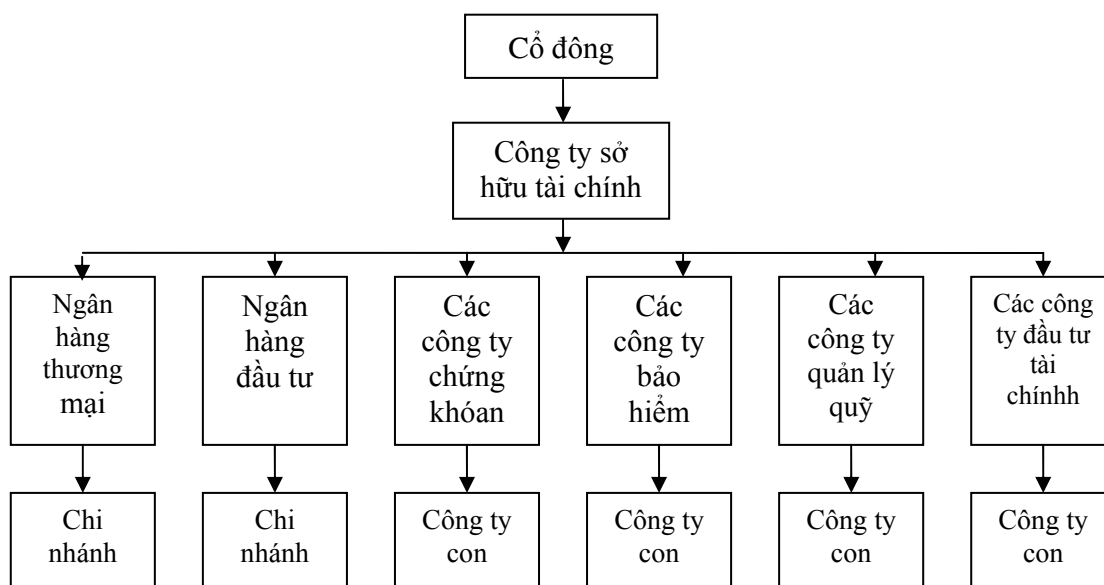 Cổ đông
Công ty sở
hữu tài chính
Ngân
hàng
thương
mại
Ngân
hàng
đầu tư
Các
công ty
chứng
khóan
Các
công ty
bảo
hiểm
Các
công ty
quản lý
quỹ
Các công
ty đầu tư
tài
chínhh
Chi
nhánh
Chi
nhánh
Công ty
con
Công ty
con
Công ty
con
Công ty
con